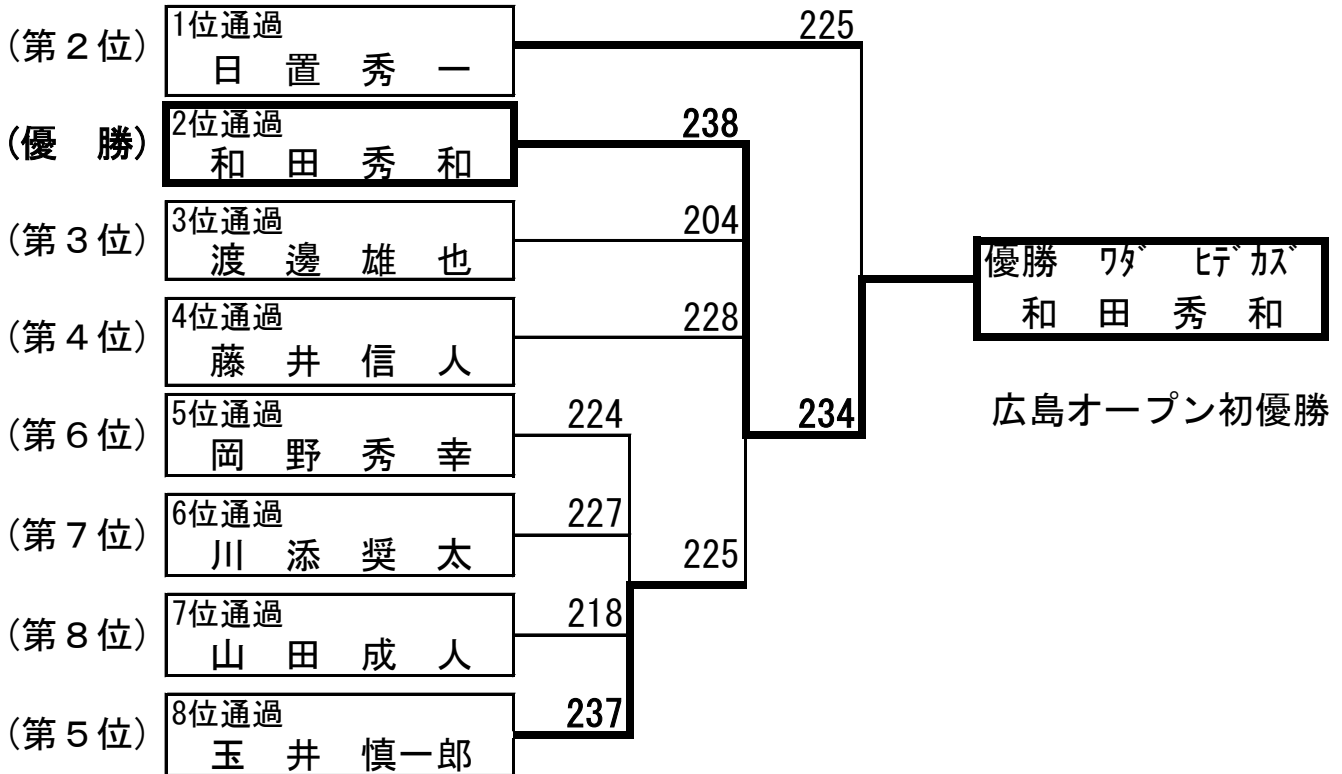 (第２位) 1位通過 225
日 置 秀 一
(優 勝) 2位通過 238
和 田 秀 和
(第３位) 3位通過 204
渡 邊 雄 也
優勝 ﾜﾀﾞ ﾋﾃﾞｶｽﾞ
和 田 秀 和
(第４位) 4位通過 228
藤 井 信 人
(第６位) 5位通過 224 234
岡 野 秀 幸
広島オープン初優勝
(第７位) 6位通過 227
川 添 奨 太
225
(第８位) 7位通過 218
山 田 成 人
(第５位) 8位通過 237
玉 井 慎一郎